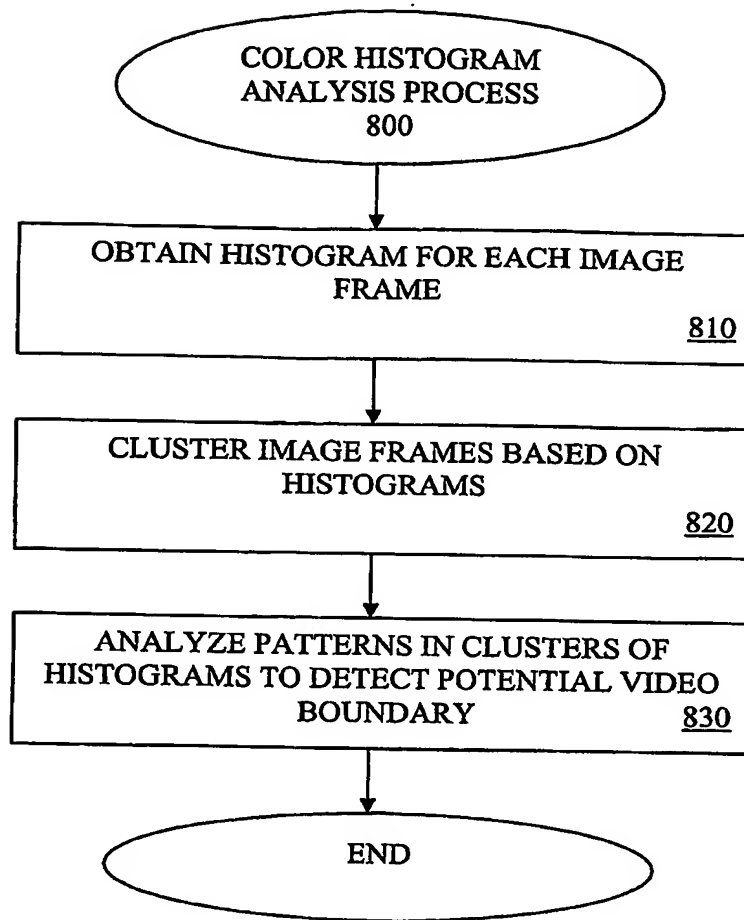 COLOR HISTOGRAM
ANALYSIS PROCESS
800
OBTAIN HISTOGRAM FOR EACH IMAGE
FRAME
810
CLUSTER IMAGE FRAMES BASED ON
HISTOGRAMS
820
ANALYZE PATTERNS IN CLUSTERS OF
HISTOGRAMS TO DETECT POTENTIAL VIDEO
BOUNDARY 830
END